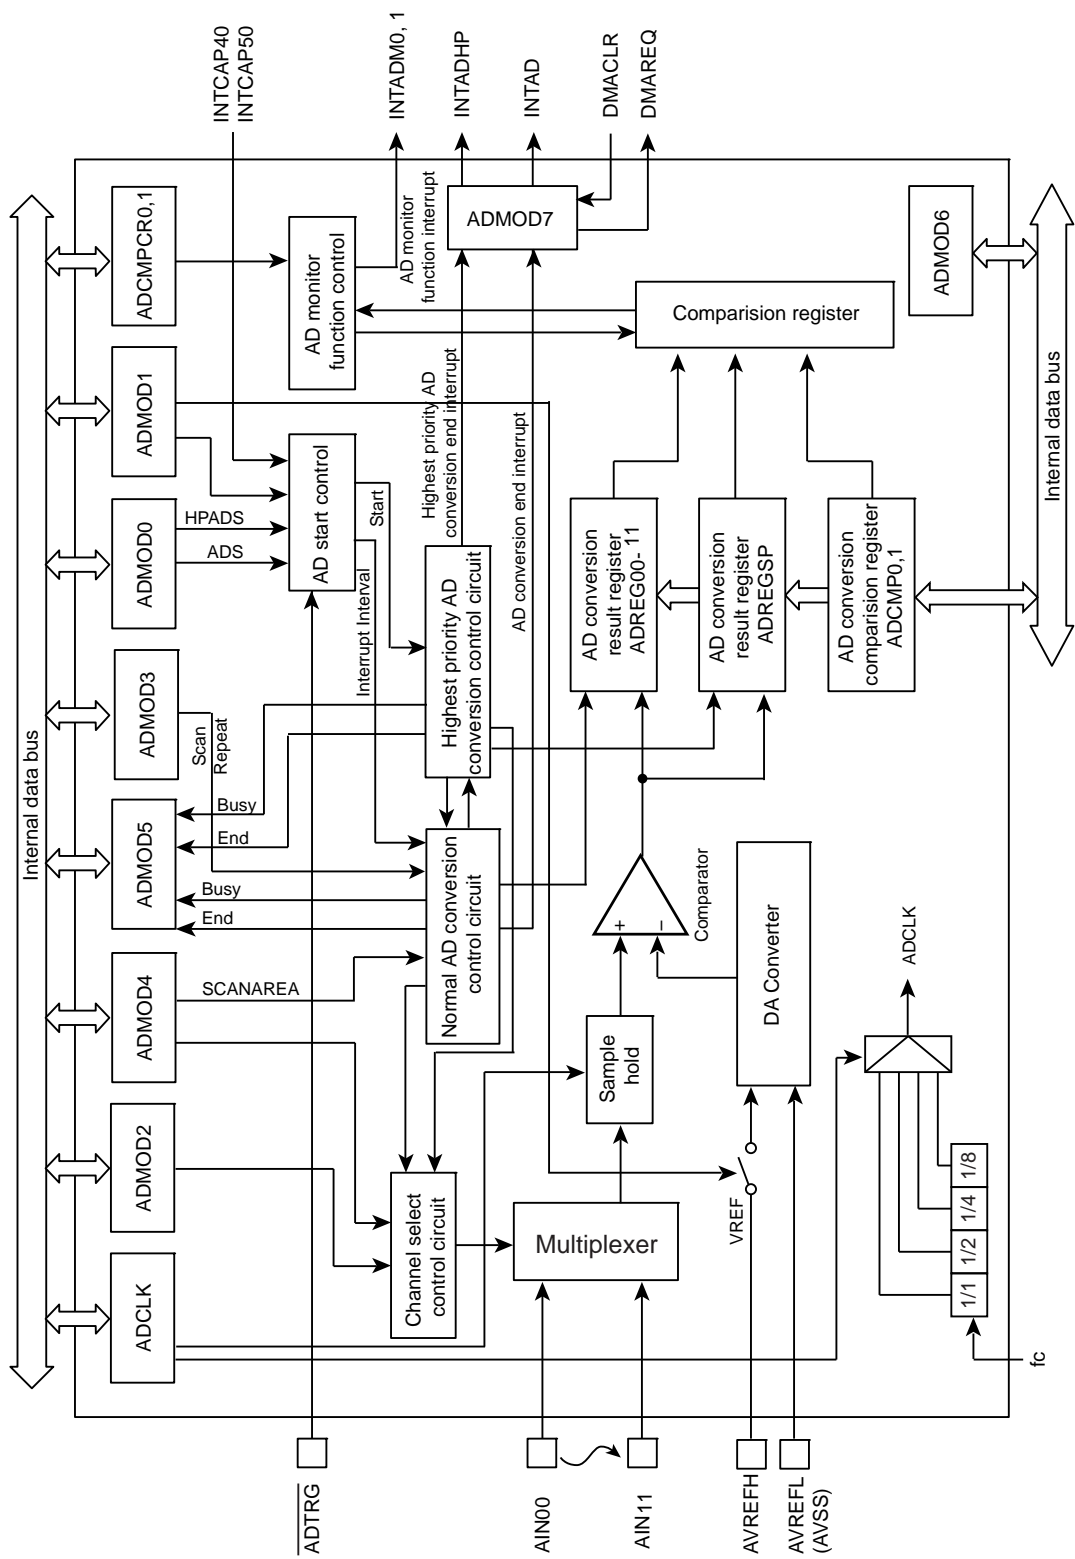 Internal data bus
ADCLK
ADMOD2
ADMOD4
ADMOD5
ADMOD3
ADMOD0
ADMOD1
ADCMPCR0,1
INTCAP40
INTCAP50
SCANAREA
End
Busy
End
Busy
Scan
Repeat
ADS
HPADS
ADTRG
AD start control
AD monitor
function control
INTADM0, 1
AD monitor
function interrupt
Interrupt Interval
Start
Channel select
control circuit
Normal AD conversion
control circuit
Highest priority AD
conversion control circuit
Highest priority AD
conversion end interrupt
AD conversion end interrupt
ADMOD7
INTADHP
INTAD
DMACLR
DMAREQ
AIN00
AIN11
Multiplexer
Sample
hold
+
–
Comparator
AD conversion
result register
ADREG00- 11
AD conversion
result register
ADREGSP
AD conversion
comparision register
ADCMP0,1
Comparision register
VREF
DA Converter
AVREFH
AVREFL
(AVSS)
ADCLK
fc
1/1
1/2
1/4
1/8
ADMOD6
Internal data bus